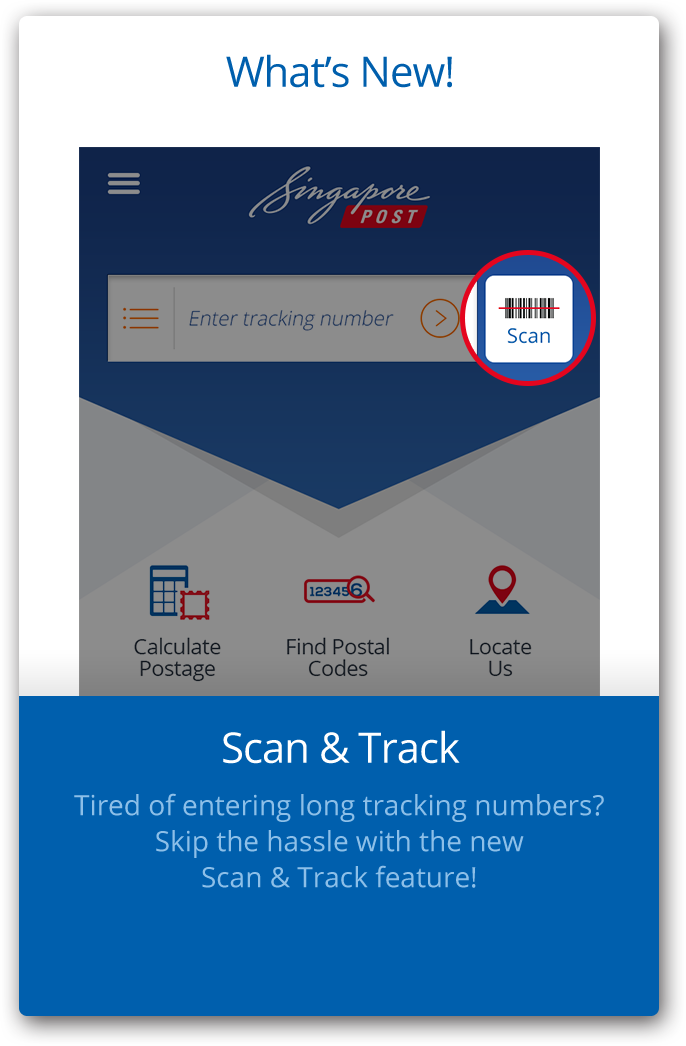 What's New!
Singapore
POST
Enter tracking number
Scan
123456
Calculate
Postage
Find Postal
Codes
Locate
Us
Scan & Track
Tired of entering long tracking numbers?
Skip the hassle with the new
Scan & Track feature!